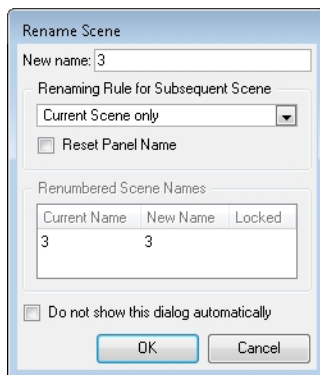 Rename Scene
New name: 3
Renaming Rule for Subsequent Scene
Current Scene only
Reset Panel Name
Renumbered Scene Names
Current Name New Name Locked
3 3
Do not show this dialog automatically
OK Cancel